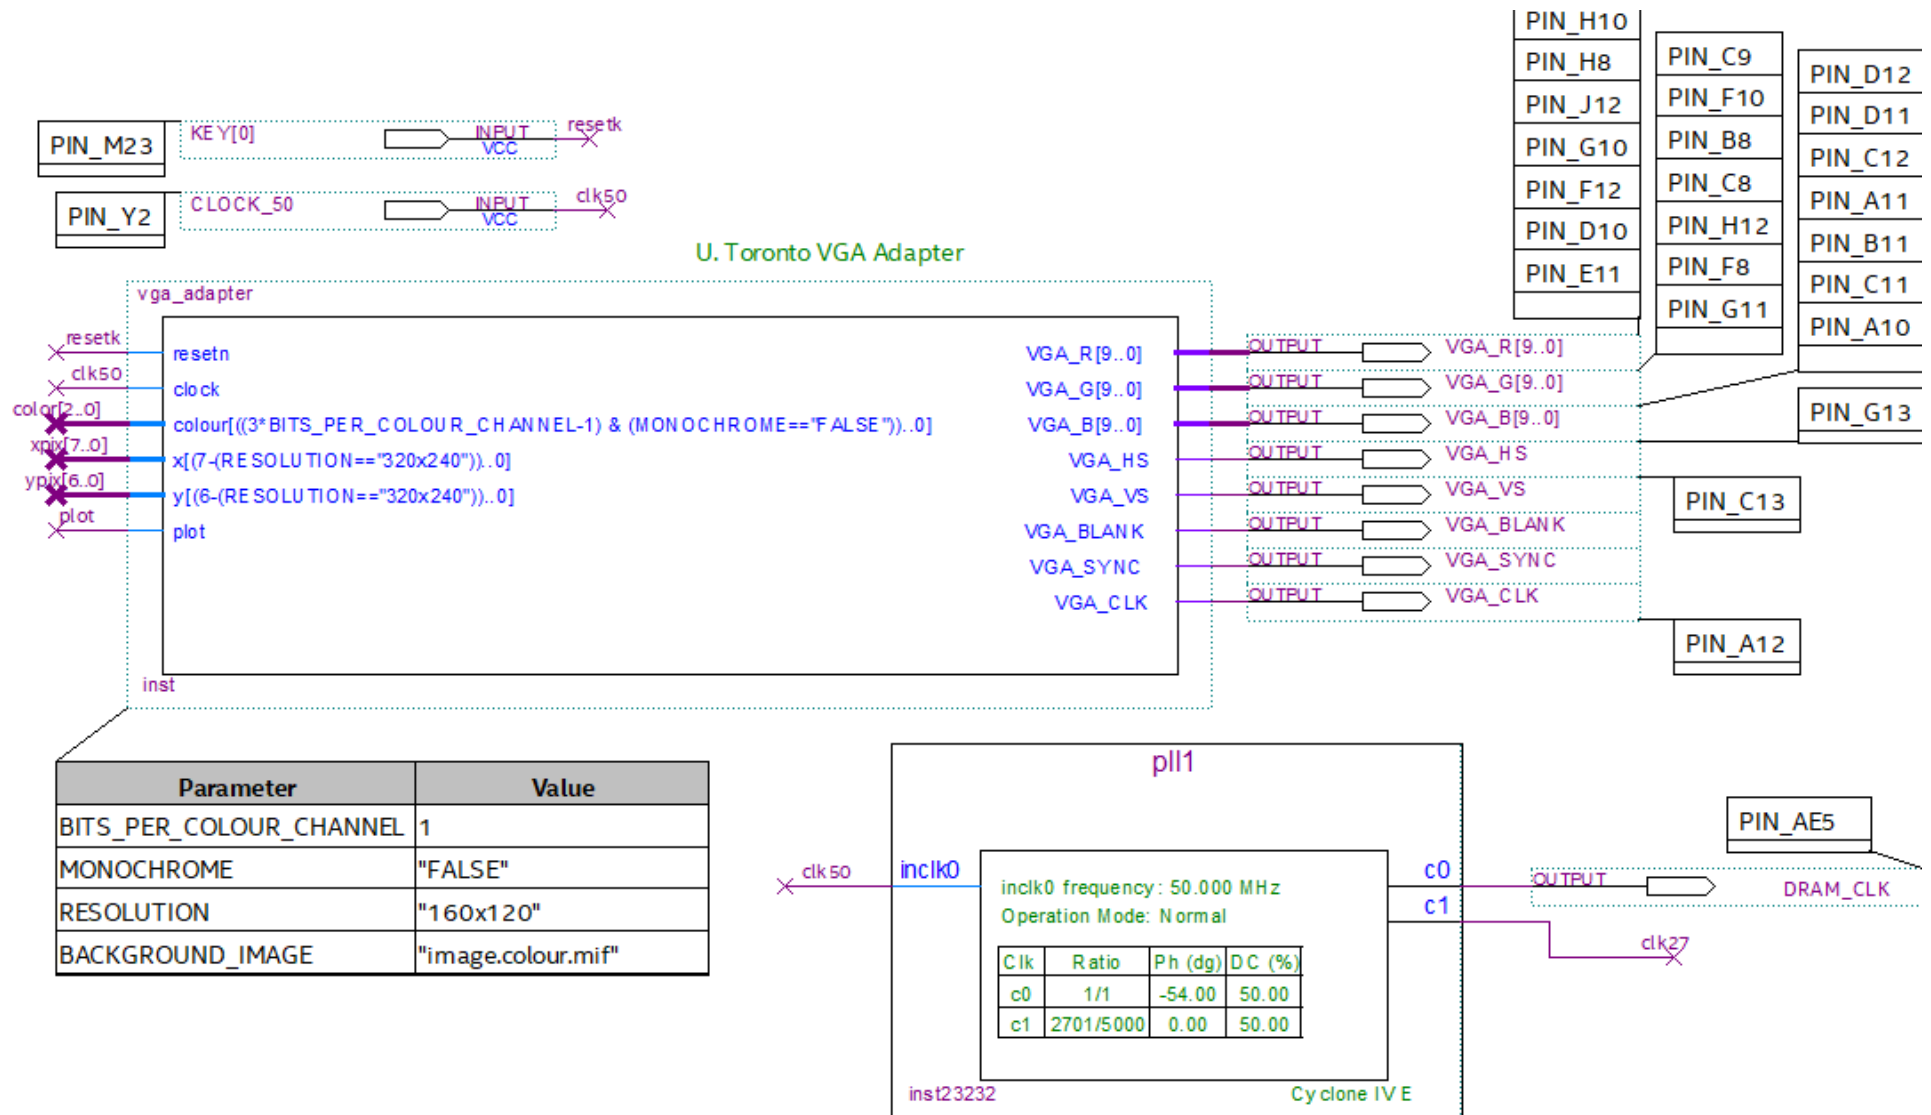 PIN_H10
PIN_H8
PIN_J12
PIN_G10
PIN_F12
PIN_D10
PIN_E11
PIN_C9
PIN_F10
PIN_B8
PIN_C8
PIN_H12
PIN_F8
PIN_G11
PIN_D12
PIN_D11
PIN_C12
PIN_A11
PIN_B11
PIN_C11
PIN_A10
PIN_G13
PIN_C13
PIN_A12
PIN_M23 KEY[0] INPUT resetk
VCC
PIN_Y2 CLOCK_50 INPUT clk50
VCC
U. Toronto VGA Adapter
vga_adapter
resetk resetn
clk50 clock
color[2..0] colour[((3*BITS_PER_COLOUR_CHANNEL-1) & (MONOCHROME=="FALSE"))..0]
xpix[7..0] x[(7-(RESOLUTION=="320x240"))..0]
ypix[6..0] y[(6-(RESOLUTION=="320x240"))..0]
plot plot
VGA_R[9..0] OUTPUT VGA_R[9..0]
VGA_G[9..0] OUTPUT VGA_G[9..0]
VGA_B[9..0] OUTPUT VGA_B[9..0]
VGA_HS OUTPUT VGA_HS
VGA_VS OUTPUT VGA_VS
VGA_BLANK OUTPUT VGA_BLANK
VGA_SYNC OUTPUT VGA_SYNC
VGA_CLK OUTPUT VGA_CLK
inst
Parameter Value
BITS_PER_COLOUR_CHANNEL 1
MONOCHROME "FALSE"
RESOLUTION "160x120"
BACKGROUND_IMAGE "image.colour.mif"
pll1
clk50 inclk0
inclk0 frequency: 50.000 MHz
Operation Mode: Normal
Clk Ratio Ph (dg) DC (%)
c0 1/1 -54.00 50.00
c1 2701/5000 0.00 50.00
c0 OUTPUT DRAM_CLK
c1 clk27
PIN_AE5
inst23232 Cyclone IV E